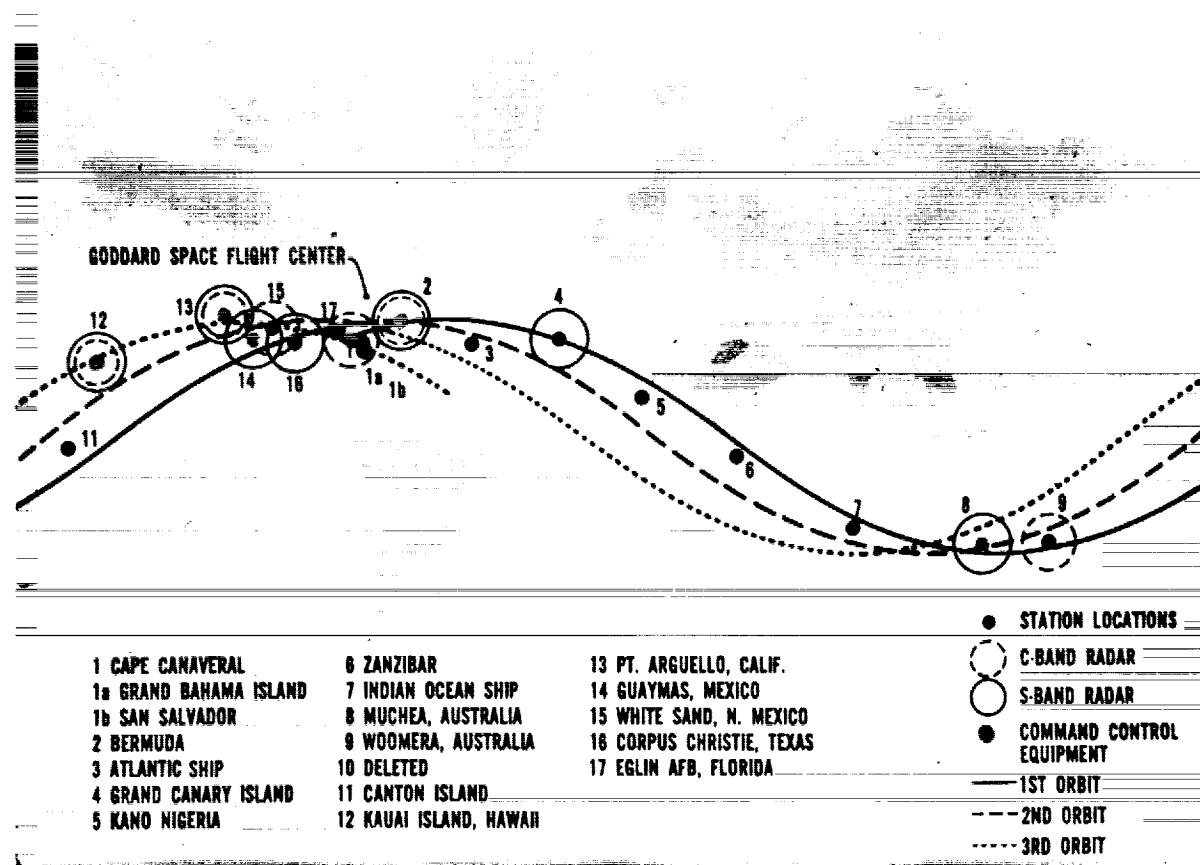 GODDARD SPACE FLIGHT CENTER
2
13
15
4
17
12
3
14
16
1a
1b
5
11
6
7
8
9
1 CAPE CANAVERAL
1a GRAND BAHAMA ISLAND
1b SAN SALVADOR
2 BERMUDA
3 ATLANTIC SHIP
4 GRAND CANARY ISLAND
5 KANO NIGERIA
6 ZANZIBAR
7 INDIAN OCEAN SHIP
8 MUCHEA, AUSTRALIA
9 WOOMERA, AUSTRALIA
10 DELETED
11 CANTON ISLAND
12 KAUAI ISLAND, HAWAII
13 PT. ARGUELLO, CALIF.
14 GUAYMAS, MEXICO
15 WHITE SAND, N. MEXICO
16 CORPUS CHRISTIE, TEXAS
17 EGLIN AFB, FLORIDA
STATION LOCATIONS
C-BAND RADAR
S-BAND RADAR
COMMAND CONTROL
EQUIPMENT
1ST ORBIT
2ND ORBIT
3RD ORBIT